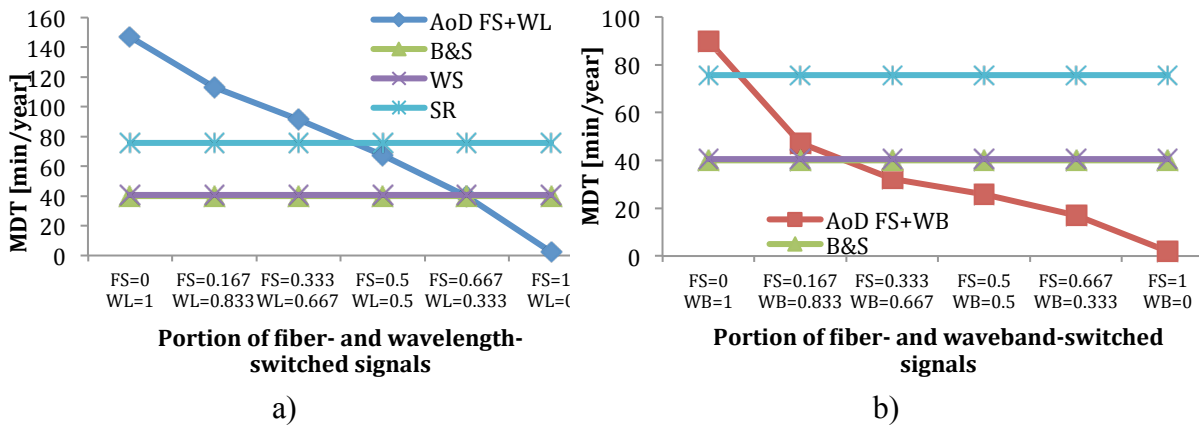 MDT [min/year]
160
140
120
100
80
60
40
20
0
AoD FS+WL
B&S
WS
SR
FS=0 FS=0.167 FS=0.333 FS=0.5 FS=0.667 FS=1
WL=1 WL=0.833 WL=0.667 WL=0.5 WL=0.333 WL=0
Portion of fiber- and wavelength-
switched signals
a)
MDT [min/year]
100
80
60
40
20
0
AoD FS+WB
B&S
FS=0 FS=0.167 FS=0.333 FS=0.5 FS=0.667 FS=1
WB=1 WB=0.833 WB=0.667 WB=0.5 WB=0.333 WB=0
Portion of fiber- and waveband-switched
signals
b)